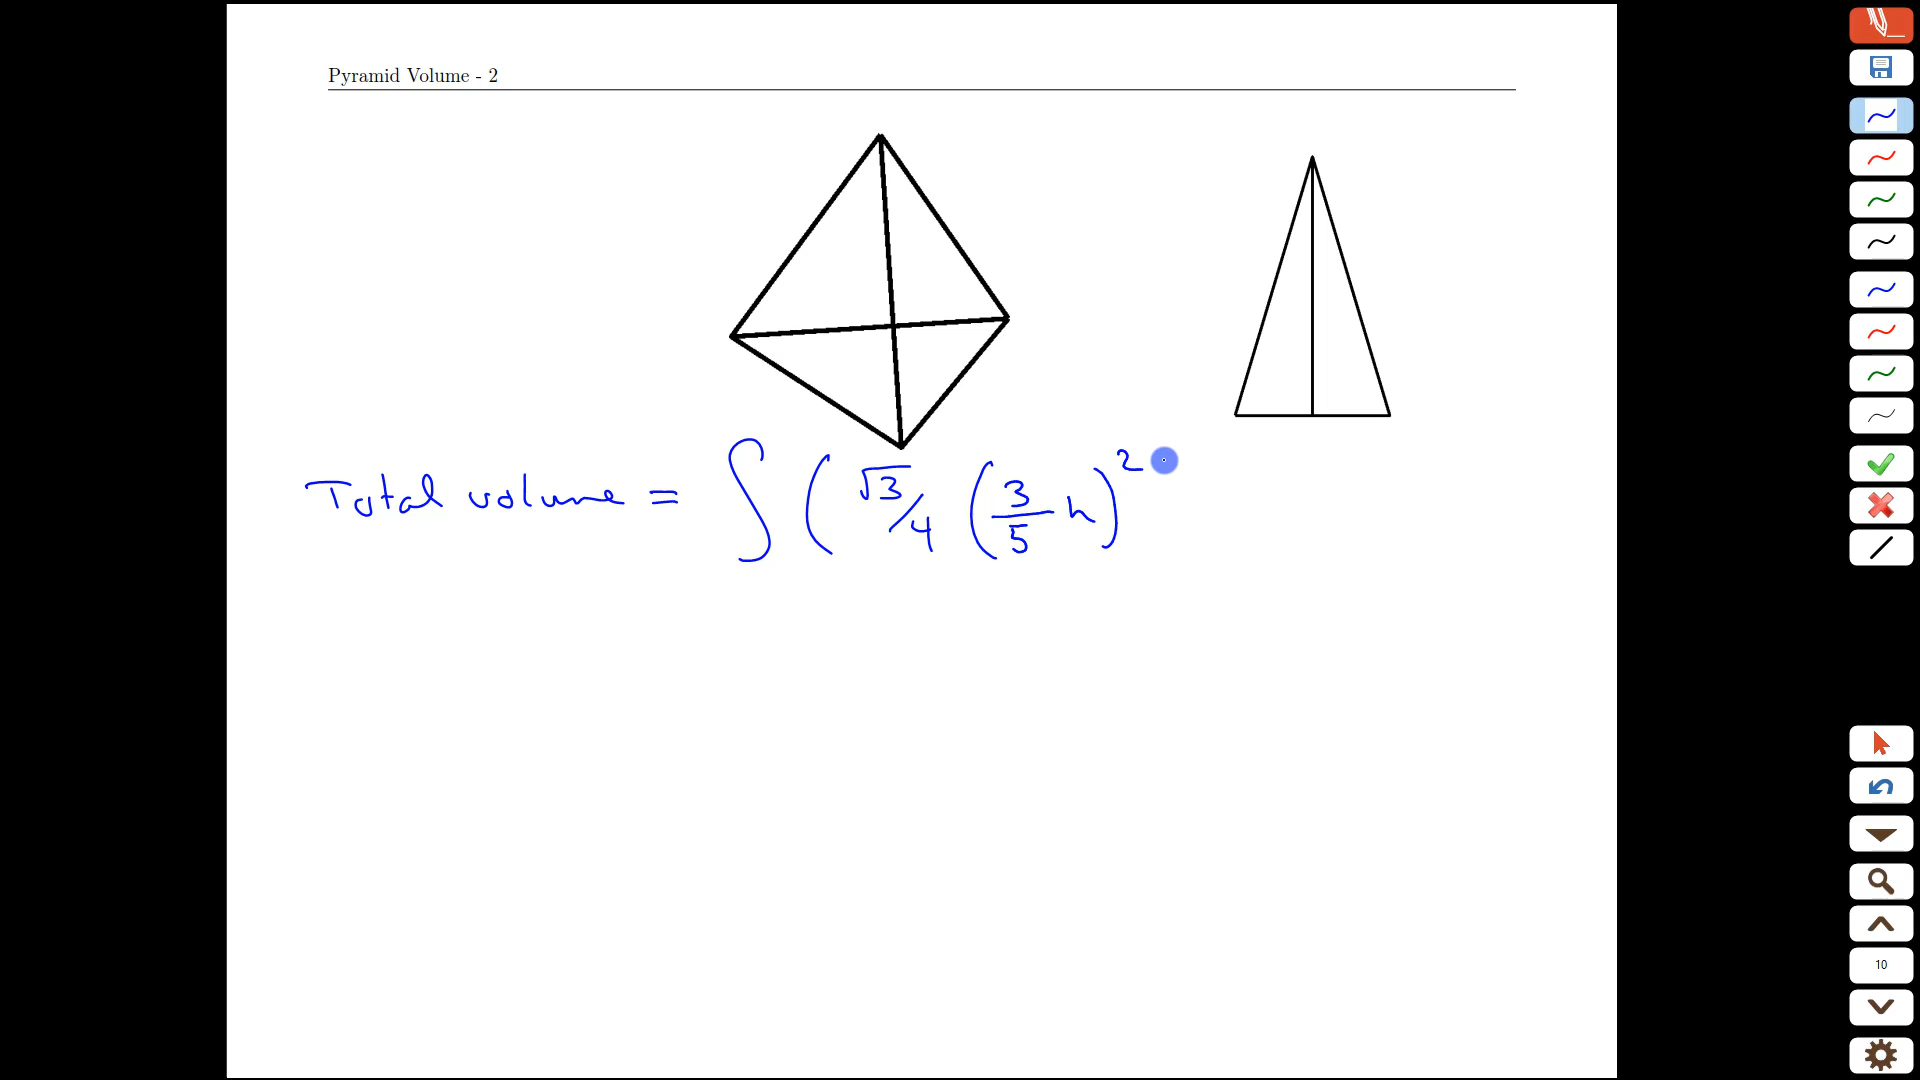 Pyramid Volume - 2
Total volume = ∫ ( √3/4 (3/5 h)²
10